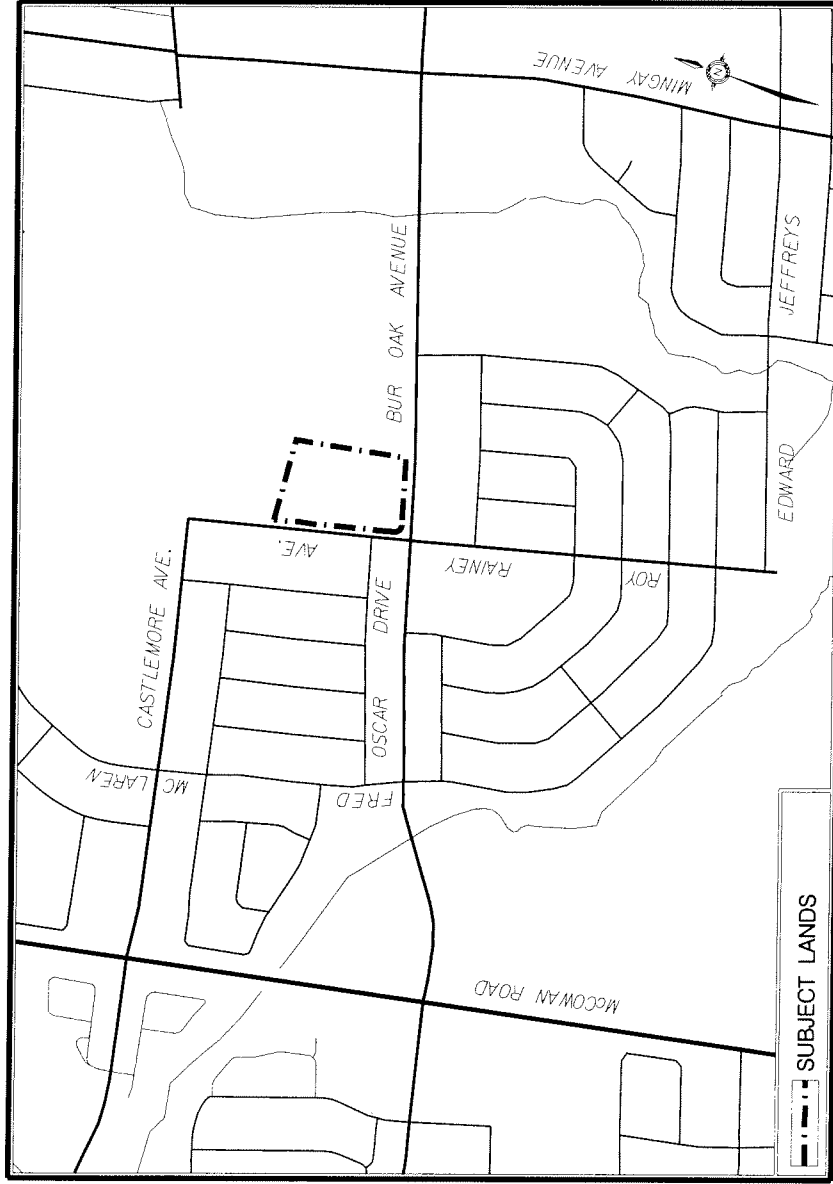 MINGAY AVENUE
N
BUR OAK AVENUE
JEFFREYS
EDWARD
CASTLEMORE AVE.
AVE.
RAINEY
ROY
OSCAR DRIVE
MC LAREN
FRED
McCOWAN ROAD
SUBJECT LANDS